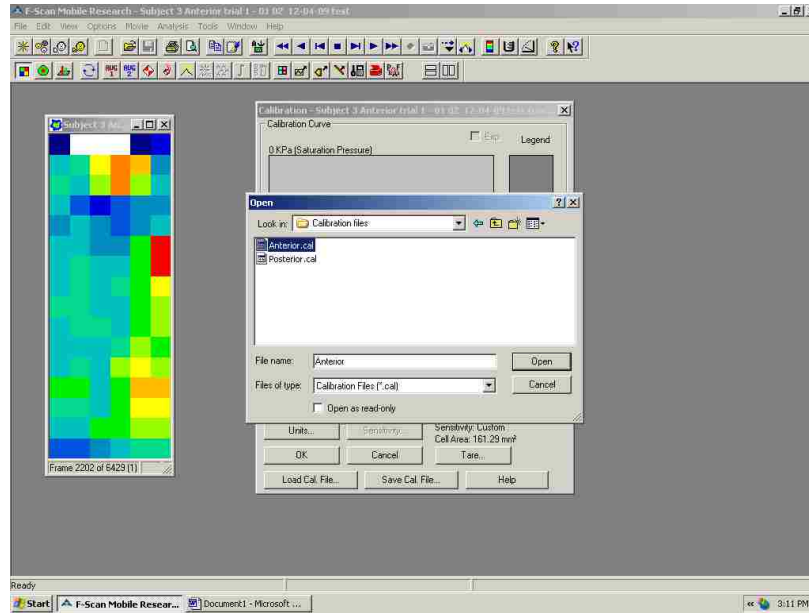 F-Scan Mobile Research - Subject 3 Anterior trial 1 - 01 02 12-04-09
File Edit View Options Movie Analysis Tools Window Help
Subject 3 An...
Calibration - Subject 3 Anterior trial 1 - 01 02 12-04-09
Calibration Curve
Exp
Legend
0 KPa (Saturation Pressure)
Open
Look in: Calibration files
Anterior.cal
Posterior.cal
File name: Anterior
Open
Files of type: Calibration Files (*.cal)
Cancel
Open as read-only
Units...
Sensitivity...
Sensitivity: Custom
Cell Area: 161.29 mm²
OK
Cancel
Tare...
Load Cal. File...
Save Cal. File...
Help
Frame 2202 of 6429 (1)
Ready
Start
F-Scan Mobile Resear...
Document1 - Microsoft ...
3:11 PM